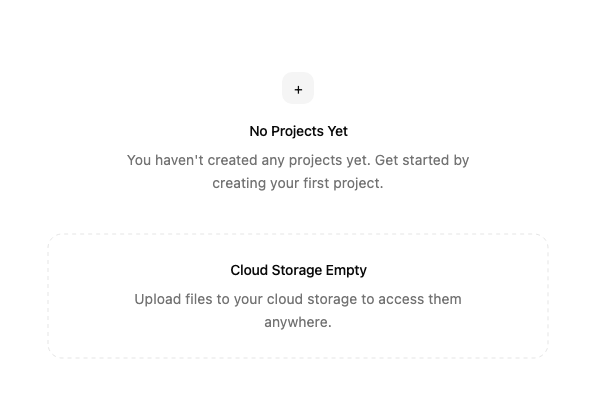 +
No Projects Yet
You haven't created any projects yet. Get started by
creating your first project.
Cloud Storage Empty
Upload files to your cloud storage to access them
anywhere.